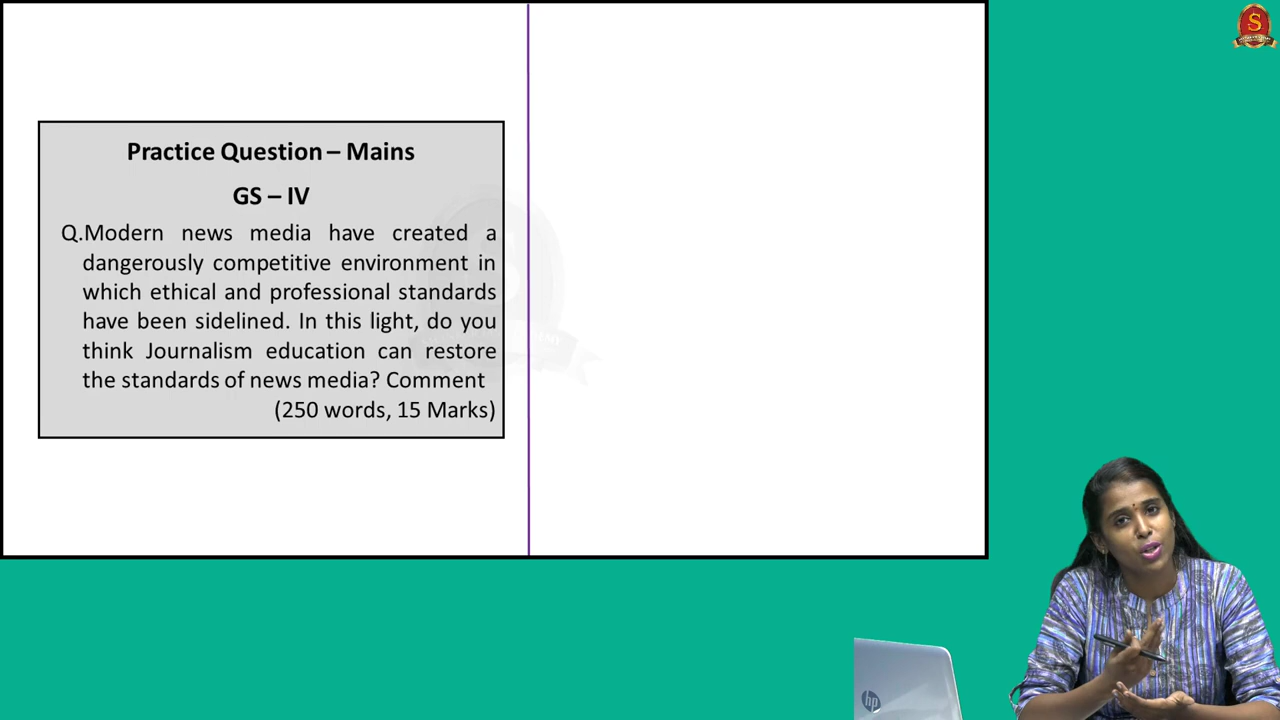 Practice Question – Mains
GS – IV
Q.Modern news media have created a
dangerously competitive environment in
which ethical and professional standards
have been sidelined. In this light, do you
think Journalism education can restore
the standards of news media? Comment
(250 words, 15 Marks)
S
hp